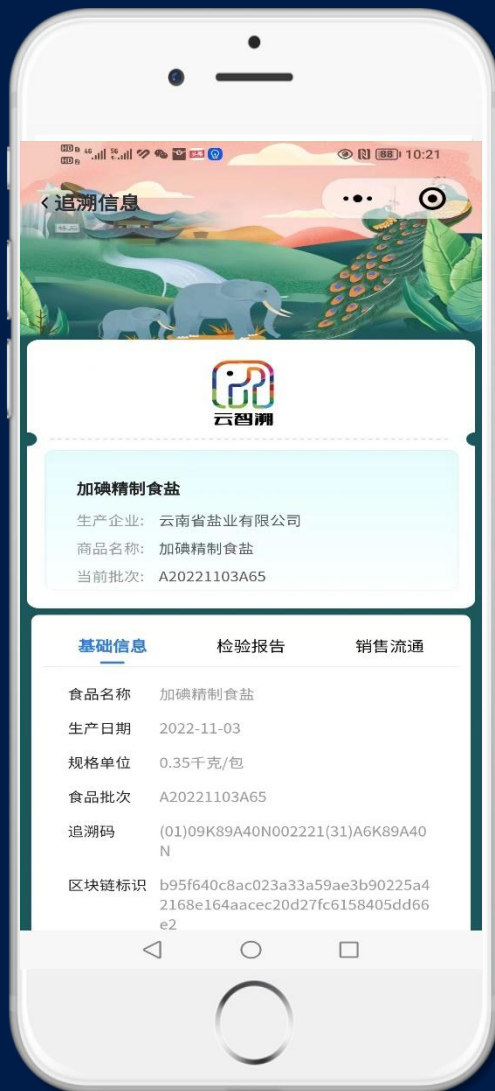 88 10:21
追溯信息
云智溯
加碘精制食盐
生产企业: 云南省盐业有限公司
商品名称: 加碘精制食盐
当前批次: A20221103A65
基础信息 检验报告 销售流通
食品名称 加碘精制食盐
生产日期 2022-11-03
规格单位 0.35千克/包
食品批次 A20221103A65
追溯码 (01)09K89A40N002221(31)A6K89A40
N
区块链标识 b95f640c8ac023a33a59ae3b90225a4
2168e164aacec20d27fc6158405dd66
e2